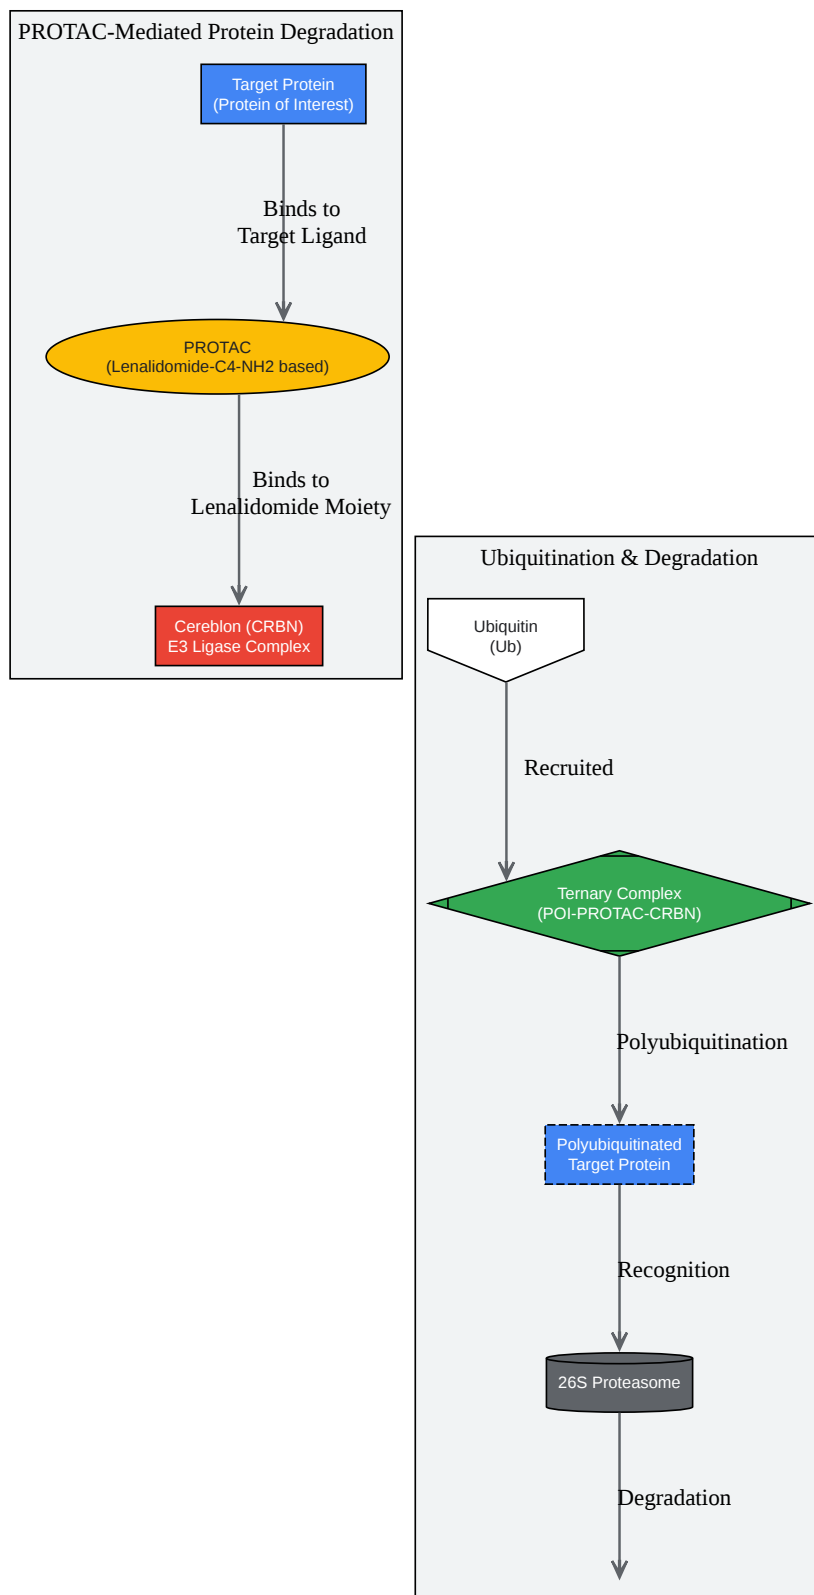 PROTAC-Mediated Protein Degradation
Target Protein
(Protein of Interest)
Binds to
Target Ligand
PROTAC
(Lenalidomide-C4-NH2 based)
Binds to
Lenalidomide Moiety
Cereblon (CRBN)
E3 Ligase Complex
Ubiquitination & Degradation
Ubiquitin
(Ub)
Recruited
Ternary Complex
(POI-PROTAC-CRBN)
Polyubiquitination
Polyubiquitinated
Target Protein
Recognition
26S Proteasome
Degradation